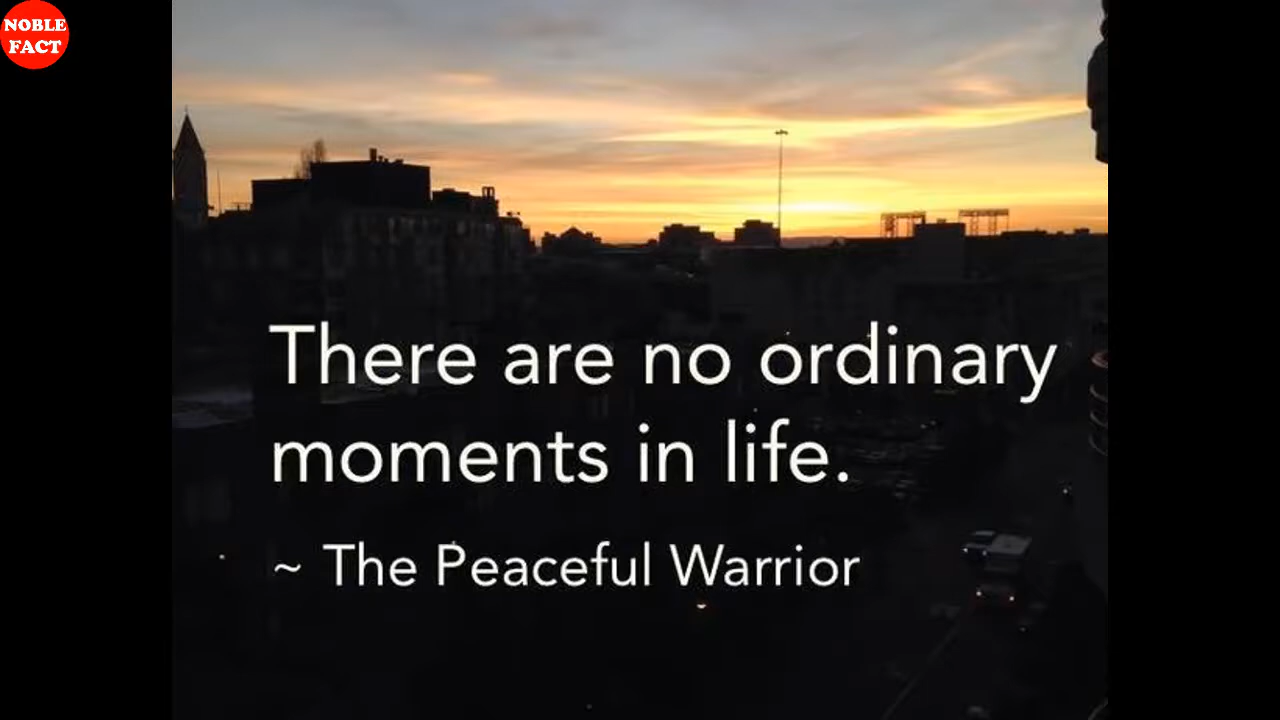 NOBLE
FACT
There are no ordinary
moments in life.
~ The Peaceful Warrior